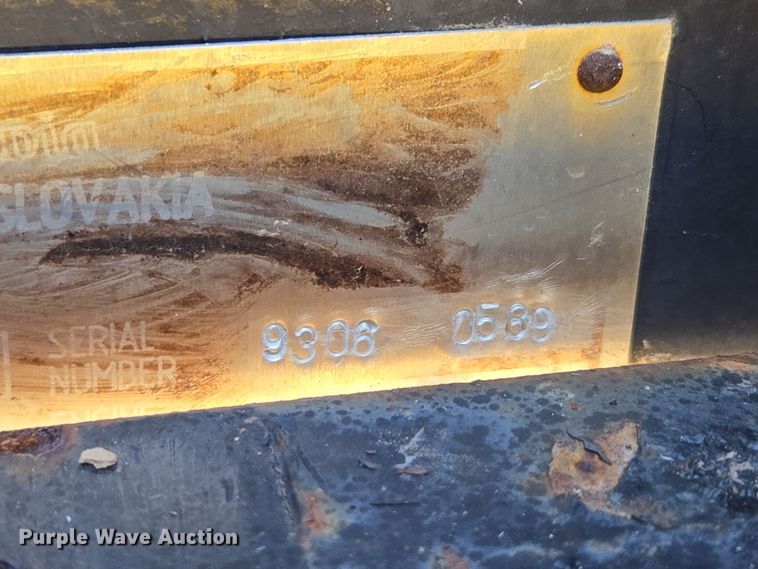 SLOVAKIA
SERIAL 9306 0589
NUMBER
Purple Wave Auction